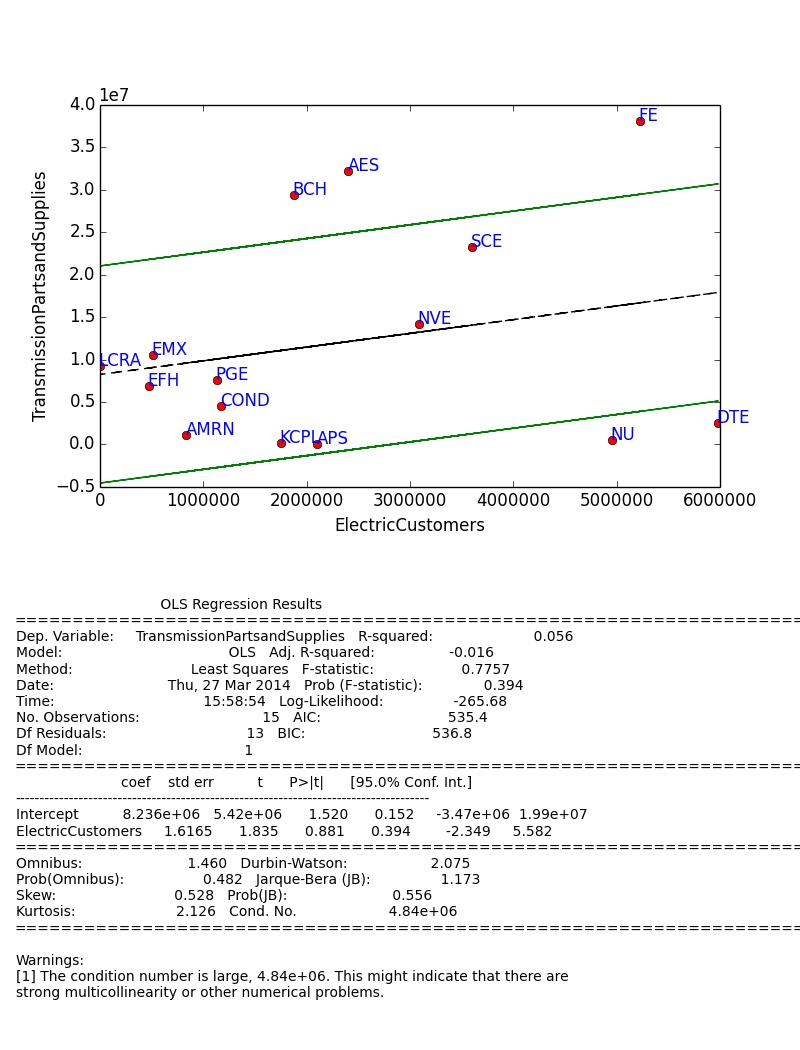 1e7
4.0
3.5
3.0
2.5
2.0
1.5
1.0
0.5
0.0
−0.5
TransmissionPartsandSupplies
FE
AES
BCH
SCE
NVE
EMX
LCRA
PGE
EFH
COND
AMRN
KCPL
APS
NU
DTE
0 1000000 2000000 3000000 4000000 5000000 6000000
ElectricCustomers
OLS Regression Results
==============================================================================
Dep. Variable: TransmissionPartsandSupplies R-squared: 0.056
Model: OLS Adj. R-squared: -0.016
Method: Least Squares F-statistic: 0.7757
Date: Thu, 27 Mar 2014 Prob (F-statistic): 0.394
Time: 15:58:54 Log-Likelihood: -265.68
No. Observations: 15 AIC: 535.4
Df Residuals: 13 BIC: 536.8
Df Model: 1
==============================================================================
coef std err t P>|t| [95.0% Conf. Int.]
------------------------------------------------------------------------------------------
Intercept 8.236e+06 5.42e+06 1.520 0.152 -3.47e+06 1.99e+07
ElectricCustomers 1.6165 1.835 0.881 0.394 -2.349 5.582
==============================================================================
Omnibus: 1.460 Durbin-Watson: 2.075
Prob(Omnibus): 0.482 Jarque-Bera (JB): 1.173
Skew: 0.528 Prob(JB): 0.556
Kurtosis: 2.126 Cond. No. 4.84e+06
==============================================================================
Warnings:
[1] The condition number is large, 4.84e+06. This might indicate that there are
strong multicollinearity or other numerical problems.